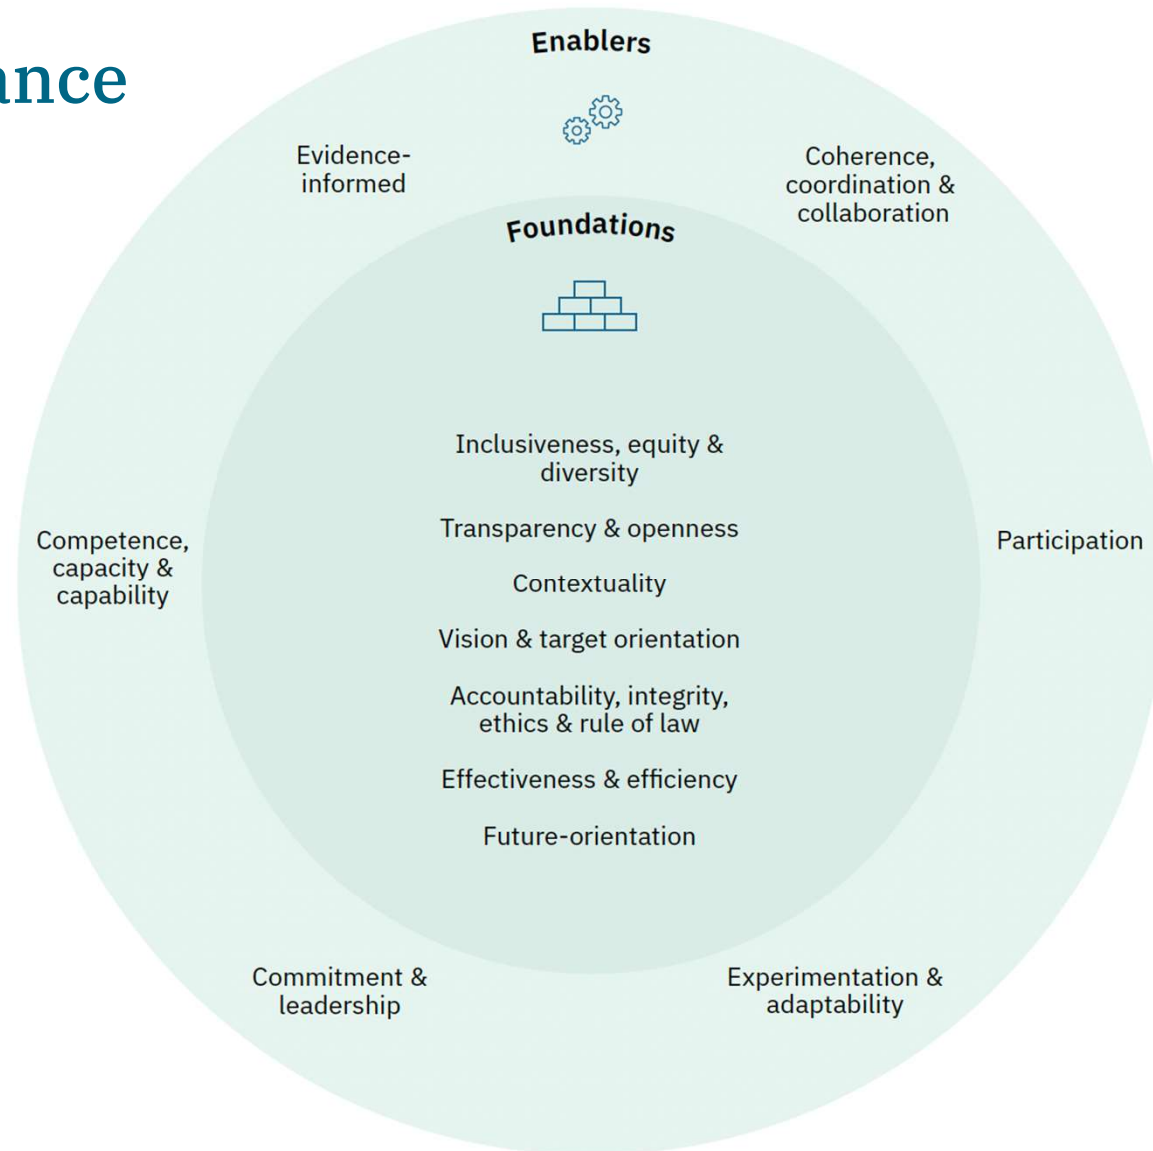 ance
Enablers
Evidence-
informed
Coherence,
coordination &
collaboration
Foundations
Inclusiveness, equity &
diversity
Transparency & openness
Competence,
capacity &
capability
Participation
Contextuality
Vision & target orientation
Accountability, integrity,
ethics & rule of law
Effectiveness & efficiency
Future-orientation
Commitment &
leadership
Experimentation &
adaptability